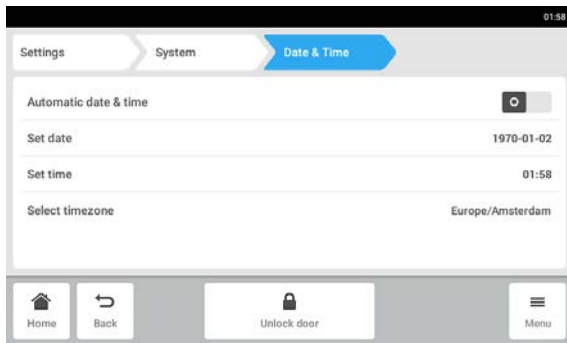 01:58
Settings System Date & Time
Automatic date & time
Set date 1970-01-02
Set time 01:58
Select timezone Europe/Amsterdam
Home Back Unlock door Menu